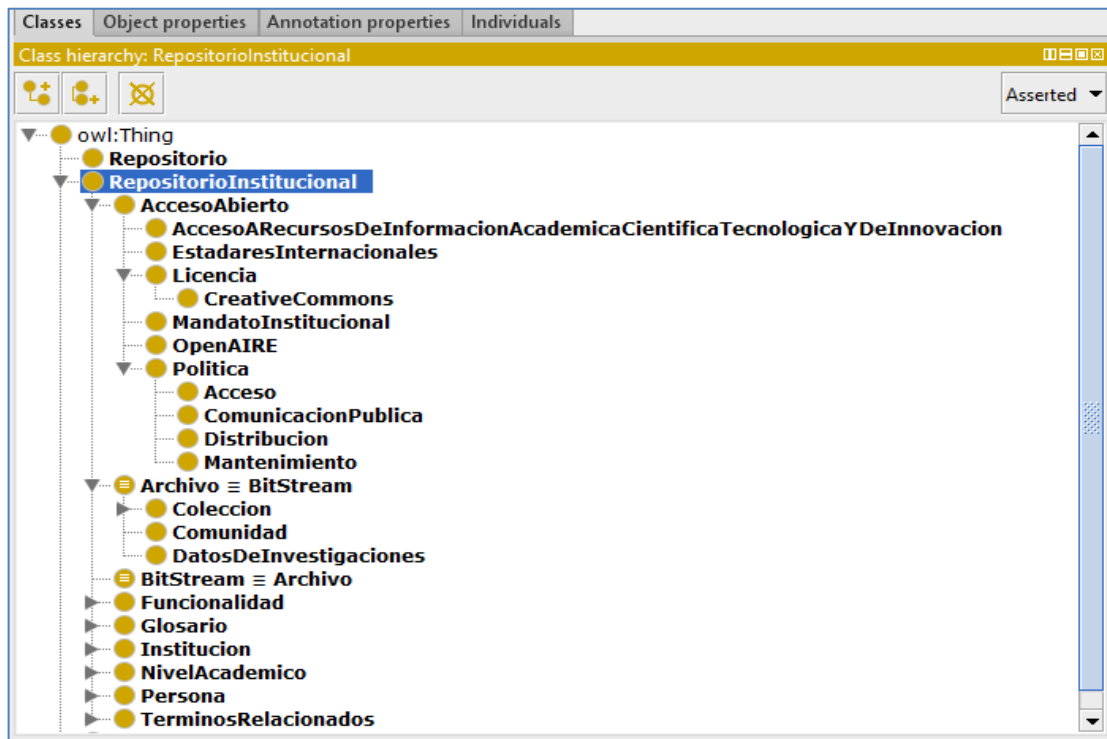 Classes Object properties Annotation properties Individuals
Class hierarchy: RepositorioInstitucional
Asserted
owl:Thing
Repositorio
RepositorioInstitucional
AccesoAbierto
AccesoARecursosDeInformacionAcademicaCientificaTecnologicaYDeInnovacion
EstadaresInternacionales
Licencia
CreativeCommons
MandatoInstitucional
OpenAIRE
Politica
Acceso
ComunicacionPublica
Distribucion
Mantenimiento
Archivo ≡ BitStream
Coleccion
Comunidad
DatosDeInvestigaciones
BitStream ≡ Archivo
Funcionalidad
Glosario
Institucion
NivelAcademico
Persona
TerminosRelacionados